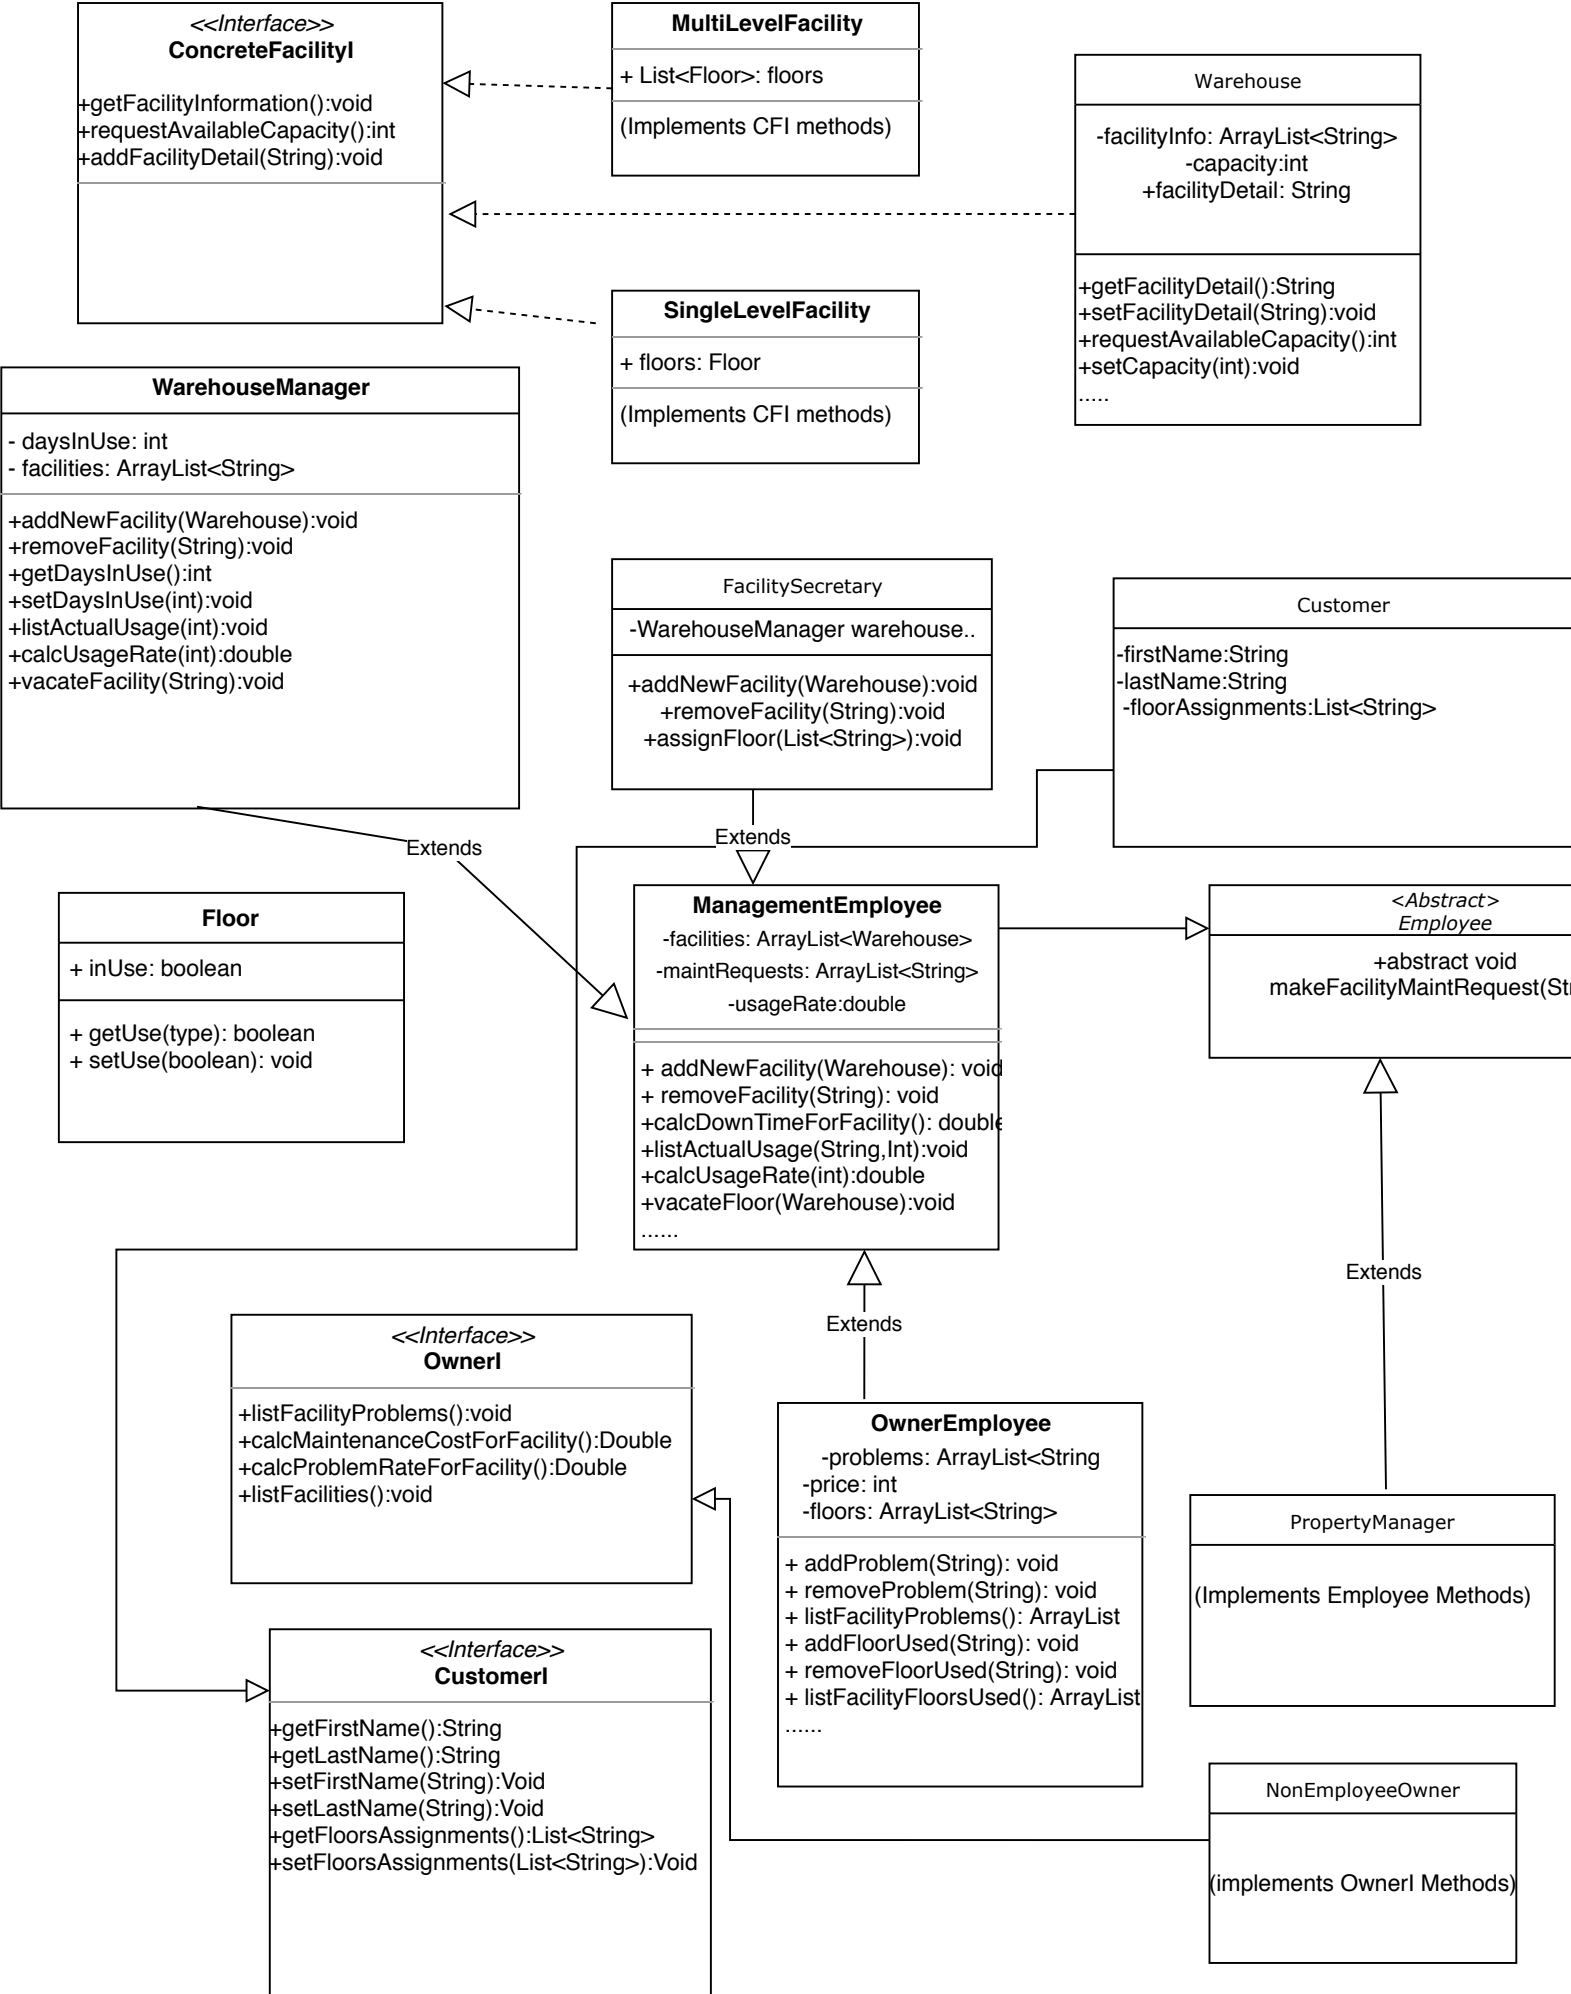 <<Interface>>
ConcreteFacilityI
+getFacilityInformation():void
+requestAvailableCapacity():int
+addFacilityDetail(String):void
MultiLevelFacility
+ List<Floor>: floors
(Implements CFI methods)
Warehouse
-facilityInfo: ArrayList<String>
-capacity:int
+facilityDetail: String
+getFacilityDetail():String
+setFacilityDetail(String):void
+requestAvailableCapacity():int
+setCapacity(int):void
.....
SingleLevelFacility
+ floors: Floor
(Implements CFI methods)
WarehouseManager
- daysInUse: int
- facilities: ArrayList<String>
+addNewFacility(Warehouse):void
+removeFacility(String):void
+getDaysInUse():int
+setDaysInUse(int):void
+listActualUsage(int):void
+calcUsageRate(int):double
+vacateFacility(String):void
FacilitySecretary
-WarehouseManager warehouse..
+addNewFacility(Warehouse):void
+removeFacility(String):void
+assignFloor(List<String>):void
Customer
-firstName:String
-lastName:String
-floorAssignments:List<String>
Extends
Extends
Floor
+ inUse: boolean
+ getUse(type): boolean
+ setUse(boolean): void
ManagementEmployee
-facilities: ArrayList<Warehouse>
-maintRequests: ArrayList<String>
-usageRate:double
+ addNewFacility(Warehouse): void
+ removeFacility(String): void
+calcDownTimeForFacility(): double
+listActualUsage(String,Int):void
+calcUsageRate(int):double
+vacateFloor(Warehouse):void
......
<Abstract>
Employee
+abstract void
makeFacilityMaintRequest(Str
Extends
Extends
<<Interface>>
OwnerI
+listFacilityProblems():void
+calcMaintenanceCostForFacility():Double
+calcProblemRateForFacility():Double
+listFacilities():void
OwnerEmployee
-problems: ArrayList<String
-price: int
-floors: ArrayList<String>
+ addProblem(String): void
+ removeProblem(String): void
+ listFacilityProblems(): ArrayList
+ addFloorUsed(String): void
+ removeFloorUsed(String): void
+ listFacilityFloorsUsed(): ArrayList
......
PropertyManager
(Implements Employee Methods)
<<Interface>>
CustomerI
+getFirstName():String
+getLastName():String
+setFirstName(String):Void
+setLastName(String):Void
+getFloorsAssignments():List<String>
+setFloorsAssignments(List<String>):Void
NonEmployeeOwner
(implements OwnerI Methods)